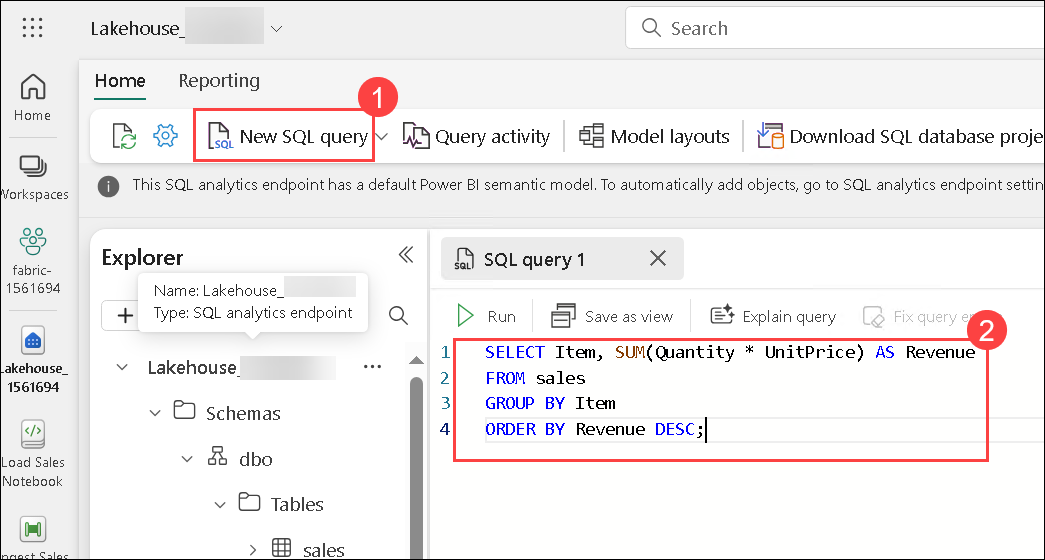 Lakehouse_
Search
Home
Reporting
1
New SQL query
Query activity
Model layouts
Download SQL database proje
This SQL analytics endpoint has a default Power BI semantic model. To automatically add objects, go to SQL analytics endpoint settin
Home
Workspaces
fabric-
1561694
Lakehouse_
1561694
Load Sales
Notebook
ngest Sales
Explorer
Name: Lakehouse_
Type: SQL analytics endpoint
Lakehouse_
Schemas
dbo
Tables
sales
SQL query 1
Run
Save as view
Explain query
Fix query er
2
1 SELECT Item, SUM(Quantity * UnitPrice) AS Revenue
2 FROM sales
3 GROUP BY Item
4 ORDER BY Revenue DESC;